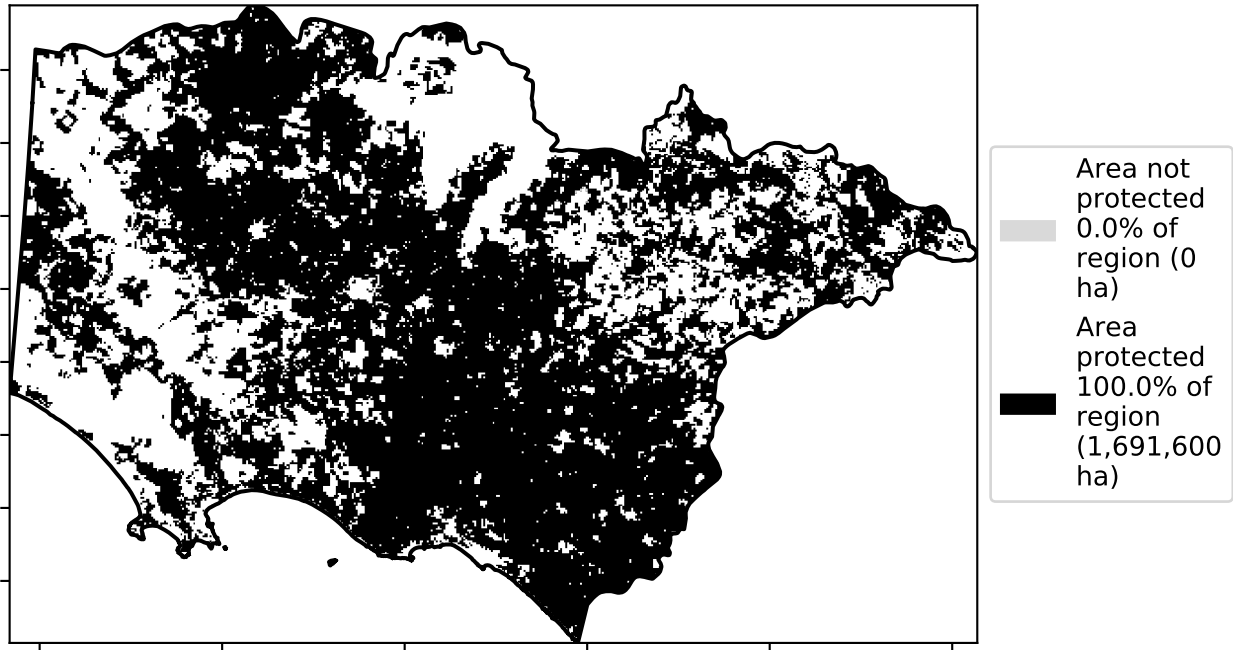 Area not
protected
0.0% of
region (0
ha)
Area
protected
100.0% of
region
(1,691,600
ha)